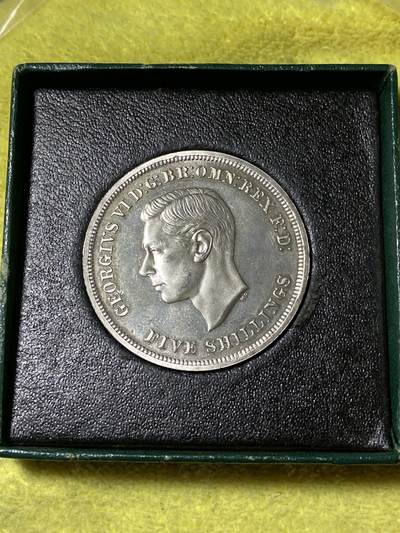 GEORGIVS VI D:G:BR:OMN:REX F:D:
FIVE SHILLINGS